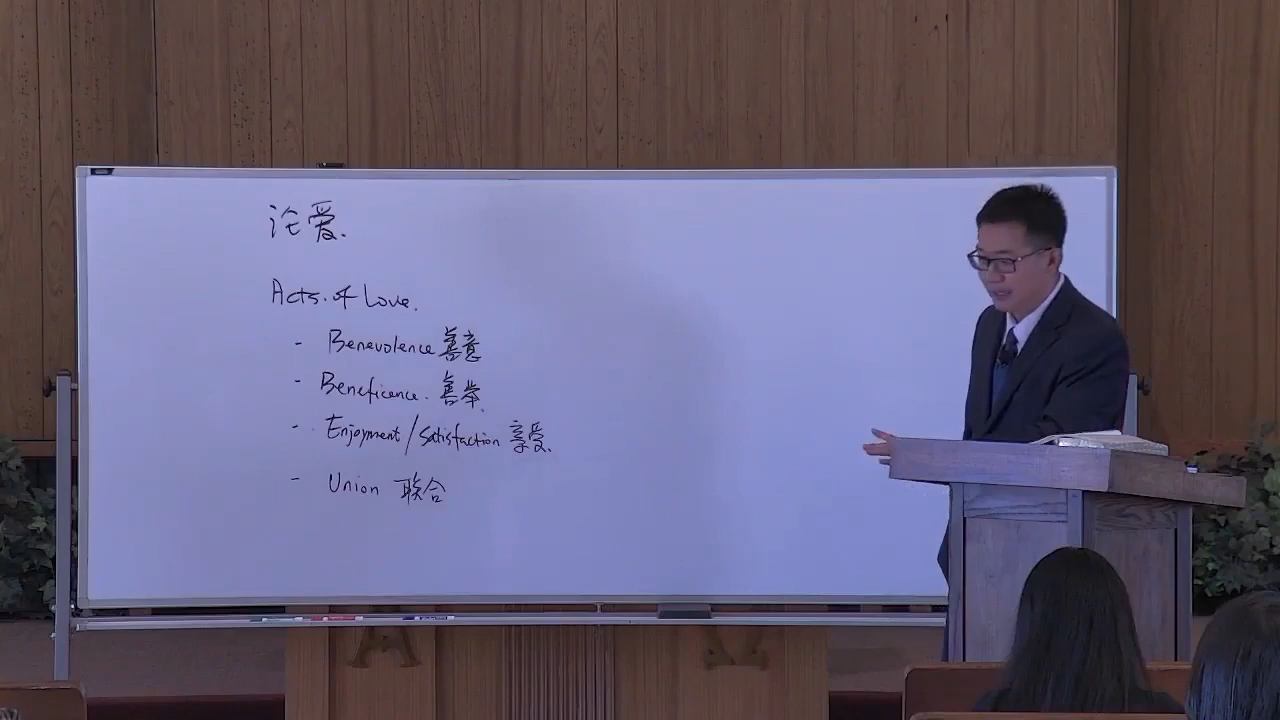 论爱.
Acts of Love.
- Benevolence 善意
- Beneficence. 善举.
- Enjoyment/Satisfaction 享受.
- Union 联合